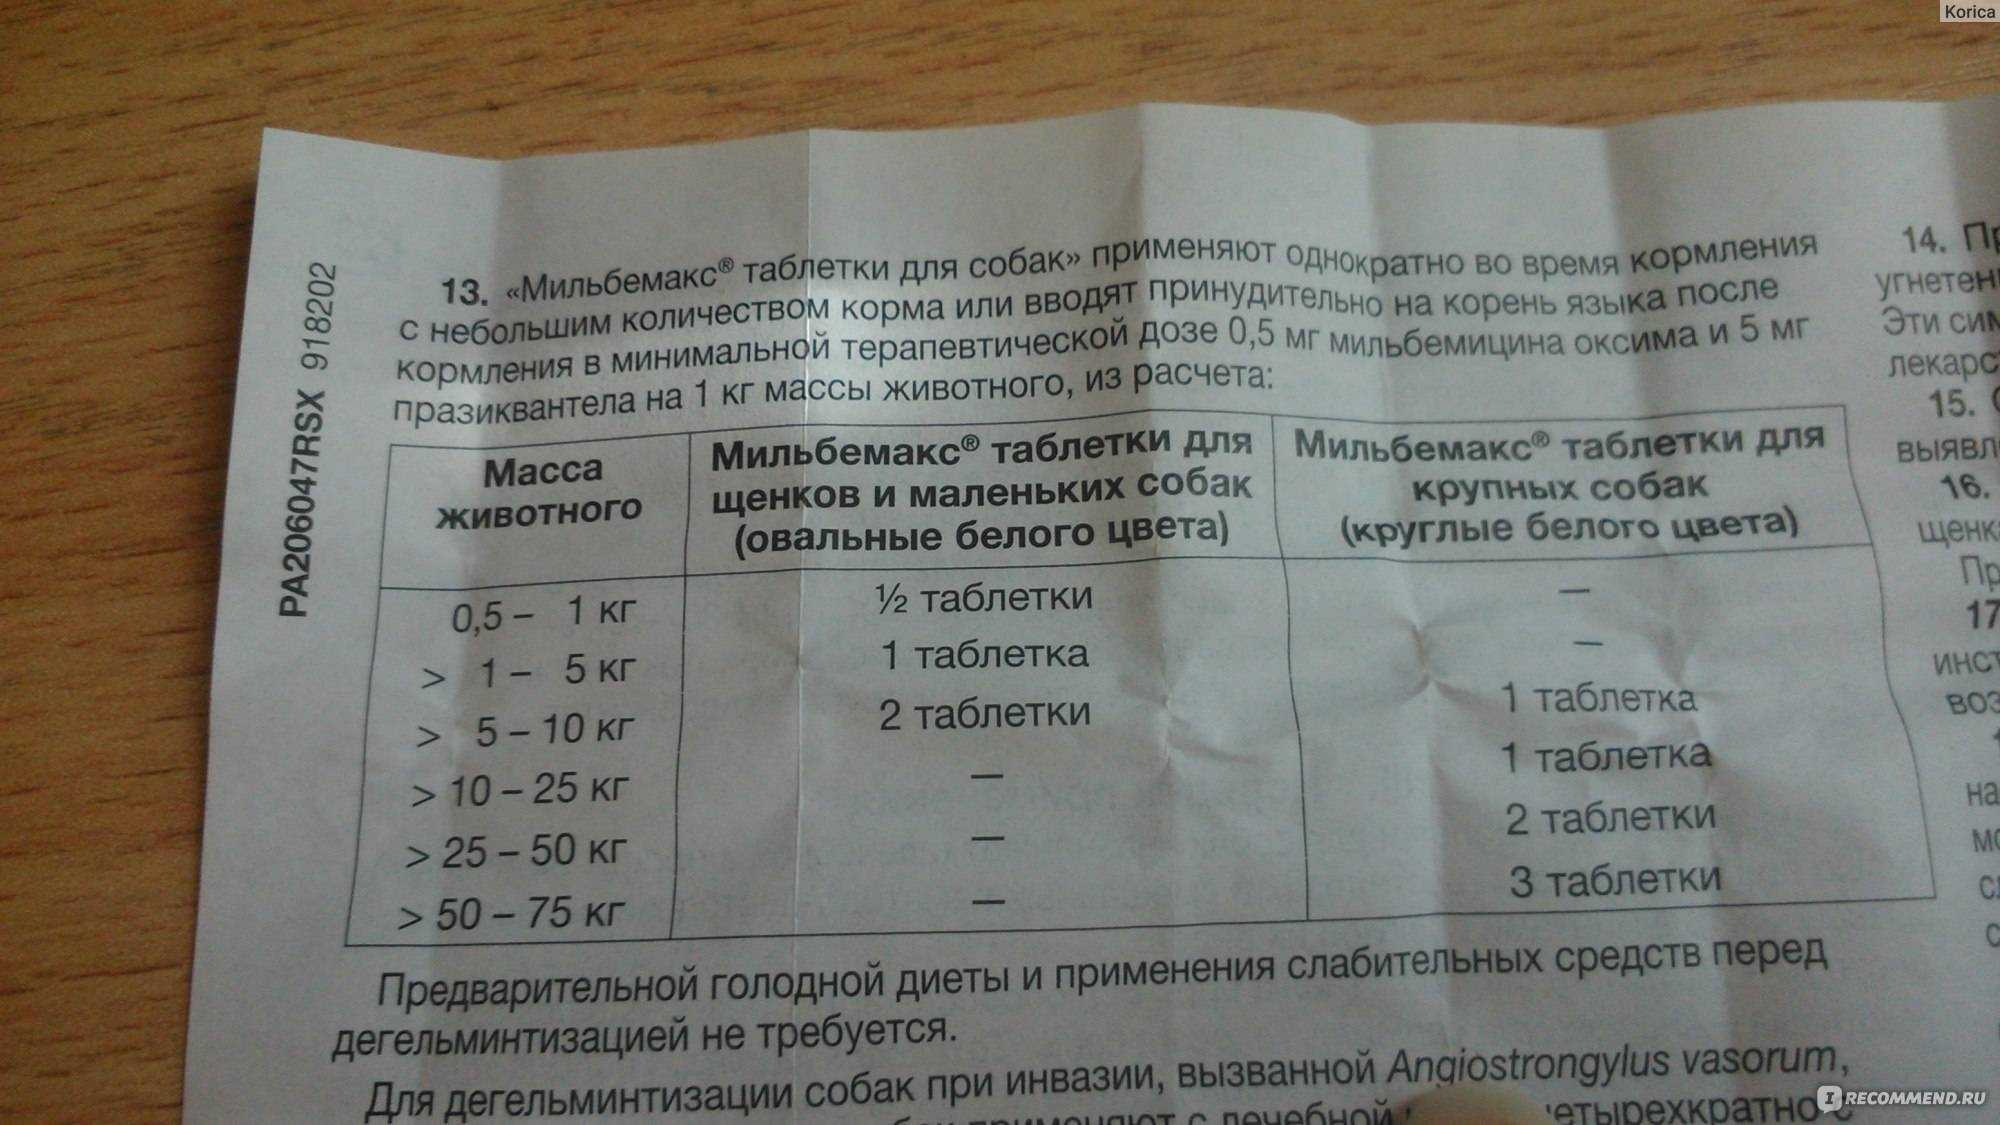 Korica
PA206047RSX 918202
13. «Мильбемакс® таблетки для собак» применяют однократно во время кормления
с небольшим количеством корма или вводят принудительно на корень языка после
кормления в минимальной терапевтической дозе 0,5 мг мильбемицина оксима и 5 мг
празиквантела на 1 кг массы животного, из расчета:
Масса
животного
Мильбемакс® таблетки для
щенков и маленьких собак
(овальные белого цвета)
Мильбемакс® таблетки для
крупных собак
(круглые белого цвета)
0,5 – 1 кг ½ таблетки —
> 1 – 5 кг 1 таблетка —
> 5 – 10 кг 2 таблетки 1 таблетка
> 10 – 25 кг — 1 таблетка
> 25 – 50 кг — 2 таблетки
> 50 – 75 кг — 3 таблетки
Предварительной голодной диеты и применения слабительных средств перед
дегельминтизацией не требуется.
Для дегельминтизации собак при инвазии, вызванной Angiostrongylus vasorum,
применяют с лечебной
14.
15.
16.
17
I RECOMMEND.RU